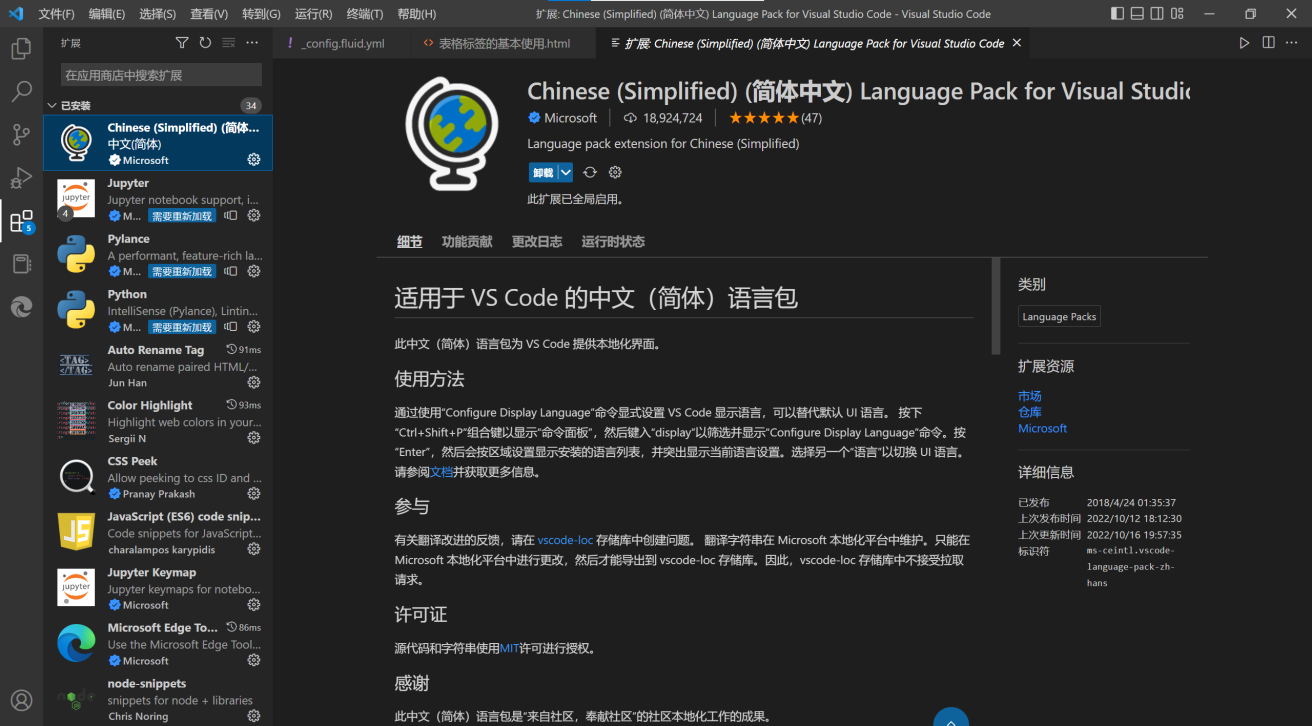 文件(F) 编辑(E) 选择(S) 查看(V) 转到(G) 运行(R) 终端(T) 帮助(H)
扩展: Chinese (Simplified) (简体中文) Language Pack for Visual Studio Code - Visual Studio Code
扩展
在应用商店中搜索扩展
已安装 34
Chinese (Simplified) (简体...
中文(简体)
Microsoft
jupyter
4
Jupyter
Jupyter notebook support, i...
M... 需要重新加载
5
Pylance
A performant, feature-rich la...
M... 需要重新加载
Python
IntelliSense (Pylance), Lintin...
M... 需要重新加载
<TAG>
</TAG>
Auto Rename Tag 91ms
Auto rename paired HTML/...
Jun Han
Color Highlight 93ms
Highlight web colors in your...
Sergii N
CSS Peek
Allow peeking to css ID and ...
Pranay Prakash
JS
JavaScript (ES6) code snip...
Code snippets for JavaScript...
charalampos karypidis
jupyter
Jupyter Keymap
Jupyter keymaps for notebo...
Microsoft
Microsoft Edge To... 86ms
Use the Microsoft Edge Tool...
Microsoft
node-snippets
snippets for node + libraries
Chris Noring
! _config.fluid.yml
<> 表格标签的基本使用.html
扩展: Chinese (Simplified) (简体中文) Language Pack for Visual Studio Code
Chinese (Simplified) (简体中文) Language Pack for Visual Studio
Microsoft 18,924,724 ★★★★★(47)
Language pack extension for Chinese (Simplified)
卸载
此扩展已全局启用。
细节 功能贡献 更改日志 运行时状态
适用于 VS Code 的中文（简体）语言包
此中文（简体）语言包为 VS Code 提供本地化界面。
使用方法
通过使用“Configure Display Language”命令显式设置 VS Code 显示语言，可以替代默认 UI 语言。 按下
“Ctrl+Shift+P”组合键以显示“命令面板”，然后键入“display”以筛选并显示“Configure Display Language”命令。按
“Enter”，然后会按区域设置显示安装的语言列表，并突出显示当前语言设置。选择另一个“语言”以切换 UI 语言。
请参阅文档并获取更多信息。
参与
有关翻译改进的反馈，请在 vscode-loc 存储库中创建问题。 翻译字符串在 Microsoft 本地化平台中维护。只能在
Microsoft 本地化平台中进行更改，然后才能导出到 vscode-loc 存储库。因此，vscode-loc 存储库中不接受拉取
请求。
许可证
源代码和字符串使用MIT许可进行授权。
感谢
此中文（简体）语言包是“来自社区，奉献社区”的社区本地化工作的成果。
类别
Language Packs
扩展资源
市场
仓库
Microsoft
详细信息
已发布 2018/4/24 01:35:37
上次发布时间 2022/10/12 18:12:30
上次更新时间 2022/10/16 19:57:35
标识符 ms-ceintl.vscode-
language-pack-zh-
hans